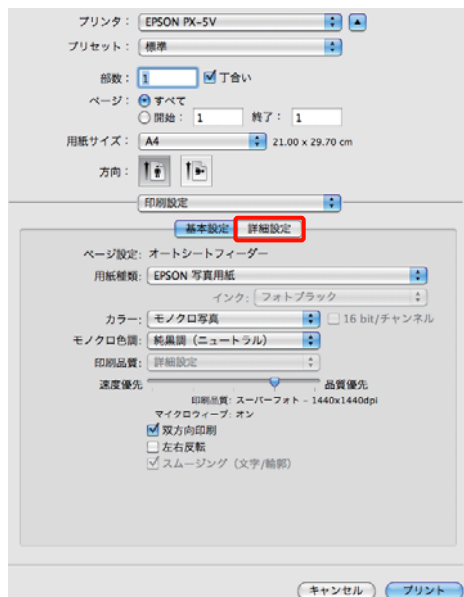 プリンタ： EPSON PX-5V
プリセット： 標準
部数： 1 丁合い
ページ： すべて
開始： 1 終了： 1
用紙サイズ： A4 21.00 x 29.70 cm
方向：
印刷設定
基本設定 詳細設定
ページ設定: オートシートフィーダー
用紙種類: EPSON 写真用紙
インク: フォトブラック
カラー: モノクロ写真 16 bit/チャンネル
モノクロ色調: 純黒調（ニュートラル）
印刷品質: 詳細設定
速度優先 品質優先
印刷品質: スーパーフォト - 1440x1440dpi
マイクロウィーブ: オン
双方向印刷
左右反転
スムージング（文字/輪郭）
キャンセル プリント